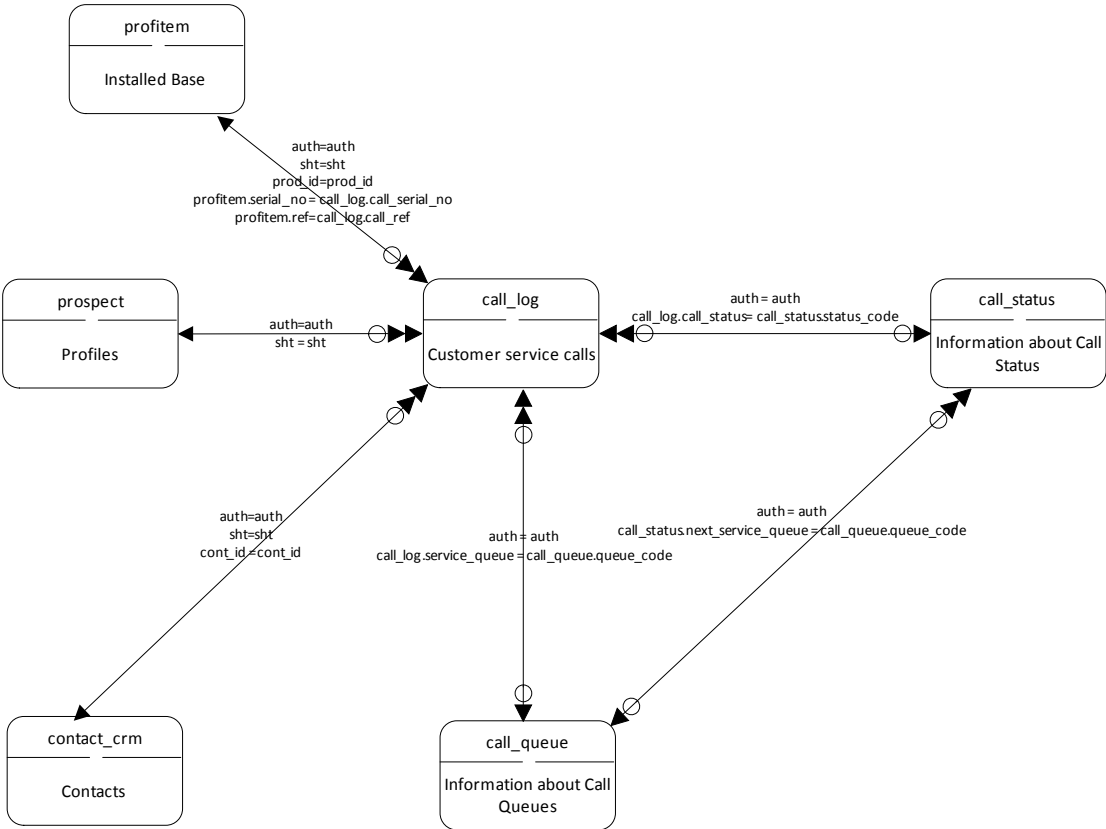 profitem
Installed Base
auth=auth
sht=sht
prod_id=prod_id
profitem.serial_no = call_log.call_serial_no
profitem.ref=call_log.call_ref
prospect
Profiles
auth=auth
sht = sht
call_log
Customer service calls
auth = auth
call_log.call_status= call_status.status_code
call_status
Information about Call
Status
auth=auth
sht=sht
cont_id=cont_id
auth = auth
call_log.service_queue = call_queue.queue_code
auth = auth
call_status.next_service_queue = call_queue.queue_code
contact_crm
Contacts
call_queue
Information about Call
Queues